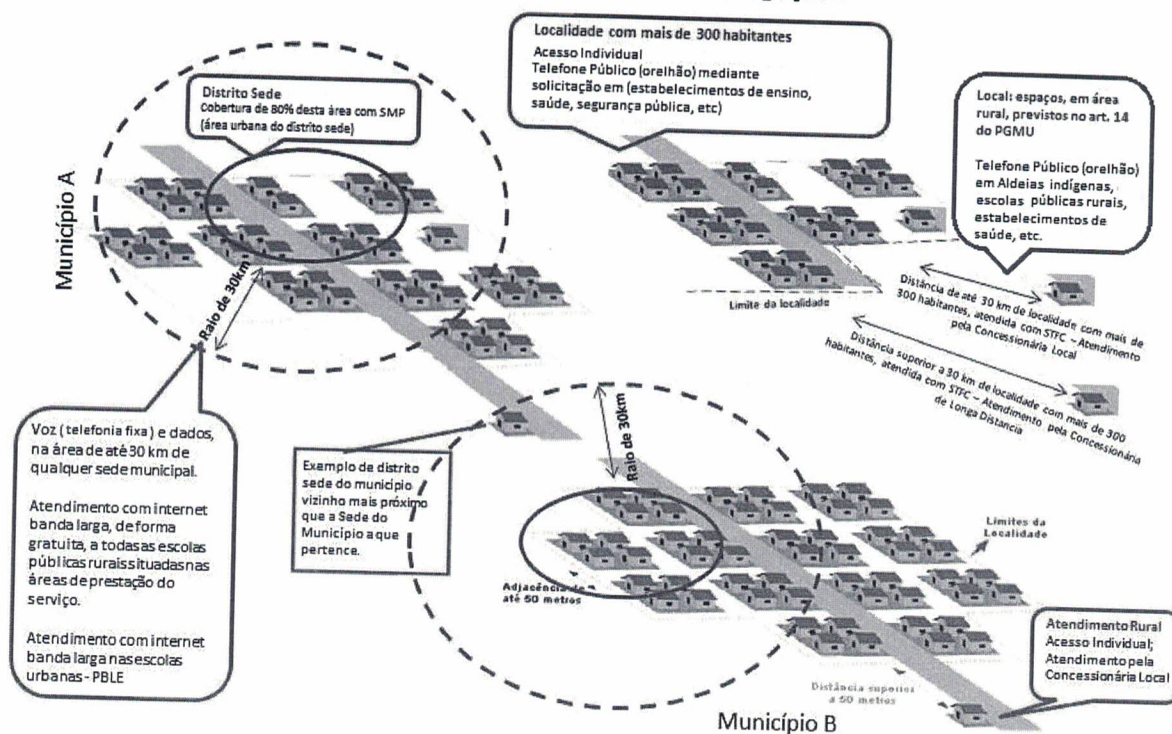 Localidade com mais de 300 habitantes
Acesso Individual
Telefone Público (orelhão) mediante
solicitação em (estabelecimentos de ensino,
saúde, segurança pública, etc)
Distrito Sede
Cobertura de 80% desta área com SMP
(área urbana do distrito sede)
Local: espaços, em área
rural, previstos no art. 14
do PGMU
Telefone Público (orelhão)
em Aldeias indígenas,
escolas públicas rurais,
estabelecimentos de
saúde, etc.
Município A
Raio de 30km
Limite da localidade
Distância de até 30 km de localidade com mais de
300 habitantes, atendida com STFC – Atendimento
pela Concessionária Local
Distância superior a 30 km de localidade com mais de 300
habitantes, atendida com STFC – Atendimento pela Concessionária
de Longa Distancia
Voz ( telefonia fixa) e dados,
na área de até 30 km de
qualquer sede municipal.
Atendimento com internet
banda larga, de forma
gratuita, a todas as escolas
públicas rurais situadas nas
áreas de prestação do
serviço.
Atendimento com internet
banda larga nas escolas
urbanas - PBLE
Exemplo de distrito
sede do município
vizinho mais próximo
que a Sede do
Município a que
pertence.
Raio de 30km
Limites da
Localidade
Adjacência de
até 50 metros
Distância superior
a 50 metros
Atendimento Rural
Acesso Individual;
Atendimento pela
Concessionária Local
Município B